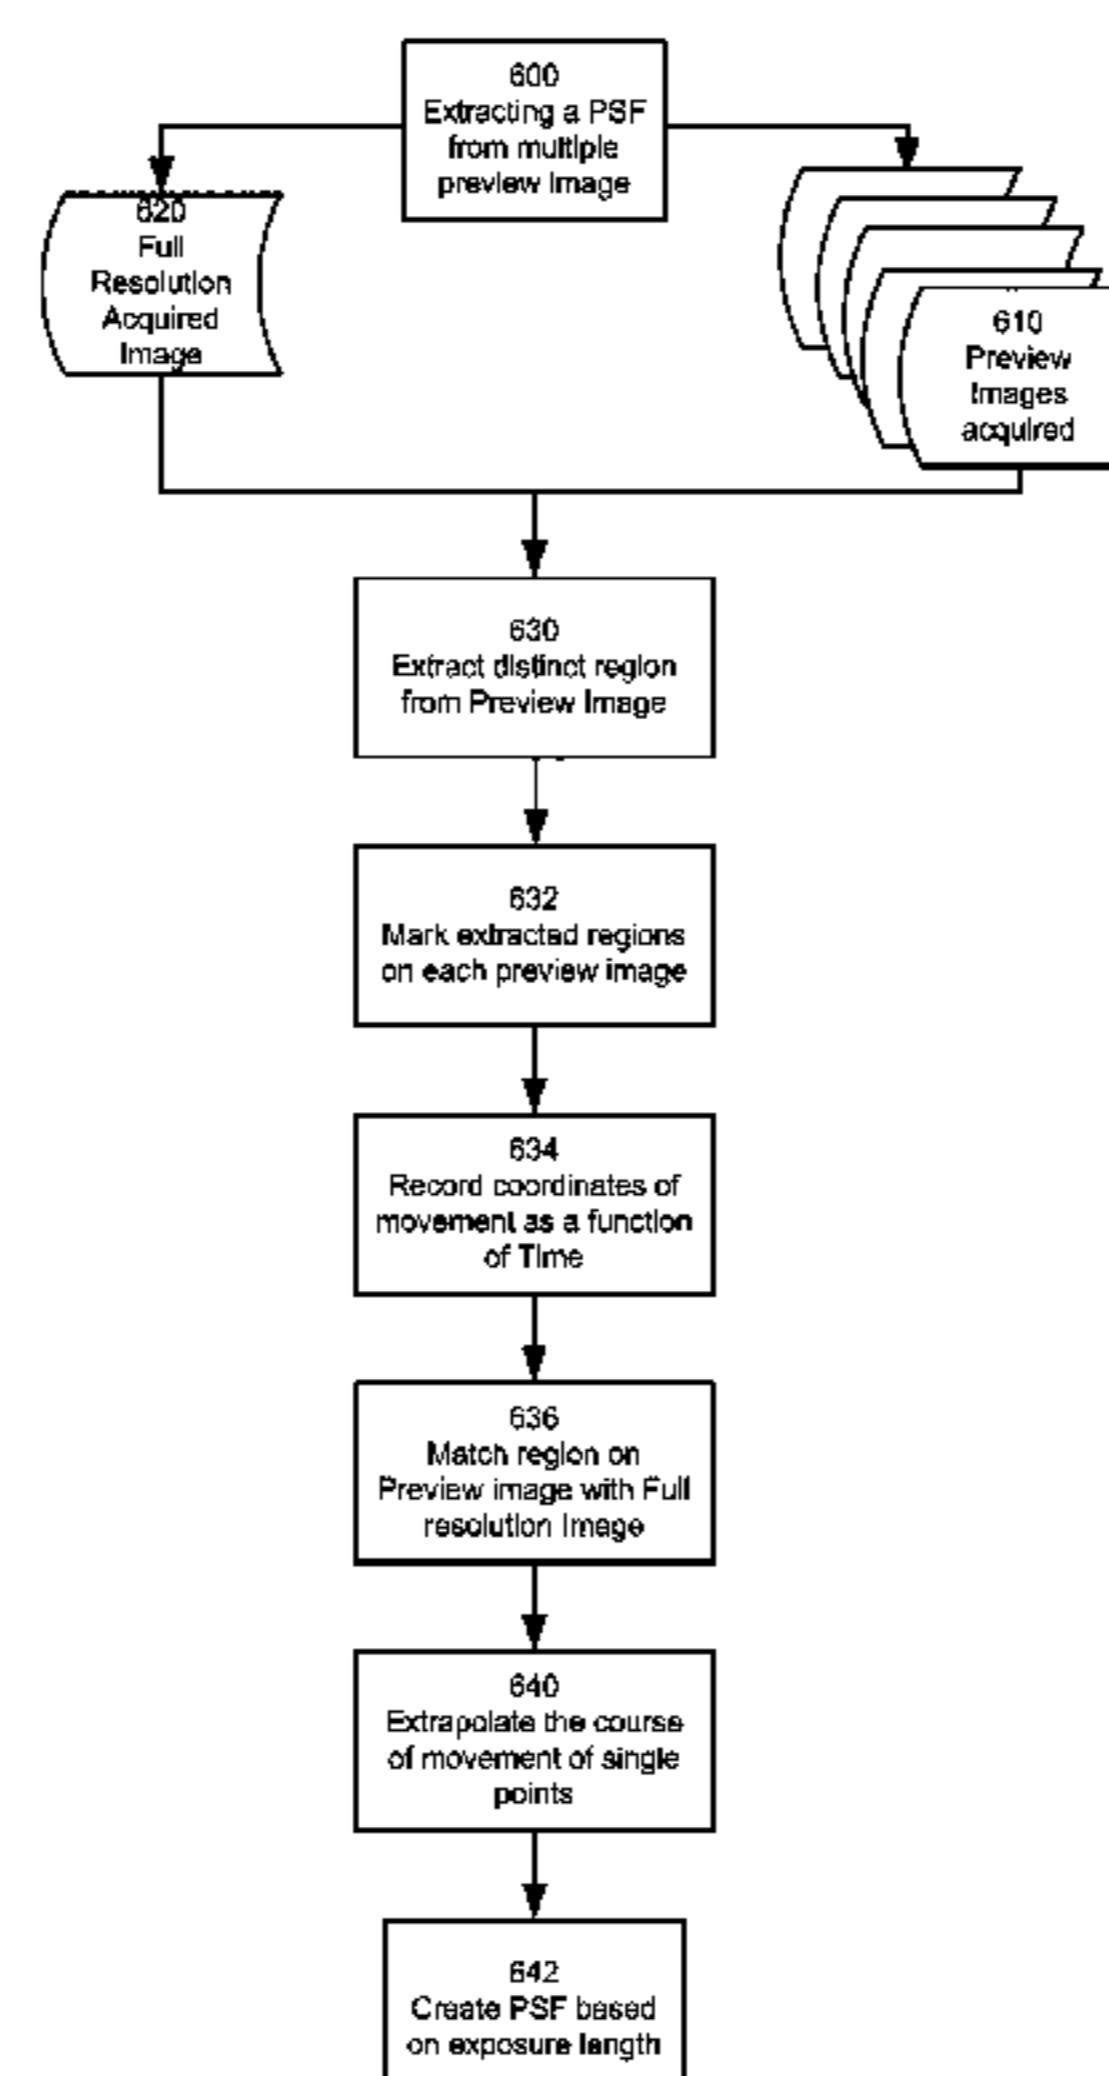 600
Extracting a PSF
from multiple
preview Image
620
Full
Resolution
Acquired
Image
610
Preview
Images
acquired
630
Extract distinct region
from Preview Image
632
Mark extracted regions
on each preview image
634
Record coordinates of
movement as a function
of Time
636
Match region on
Preview image with Full
resolution Image
640
Extrapolate the course
of movement of single
points
642
Create PSF based
on exposure length